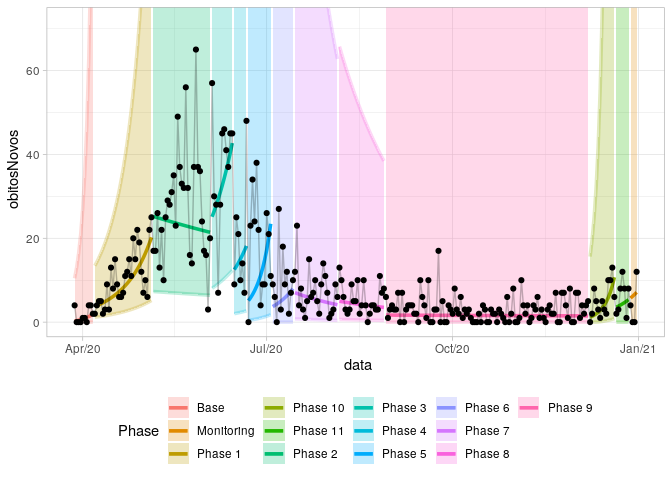 60
40
20
0
obitosNovos
Apr/20 Jul/20 Oct/20 Jan/21
data
Phase
Base Phase 10 Phase 3 Phase 6 Phase 9
Monitoring Phase 11 Phase 4 Phase 7
Phase 1 Phase 2 Phase 5 Phase 8